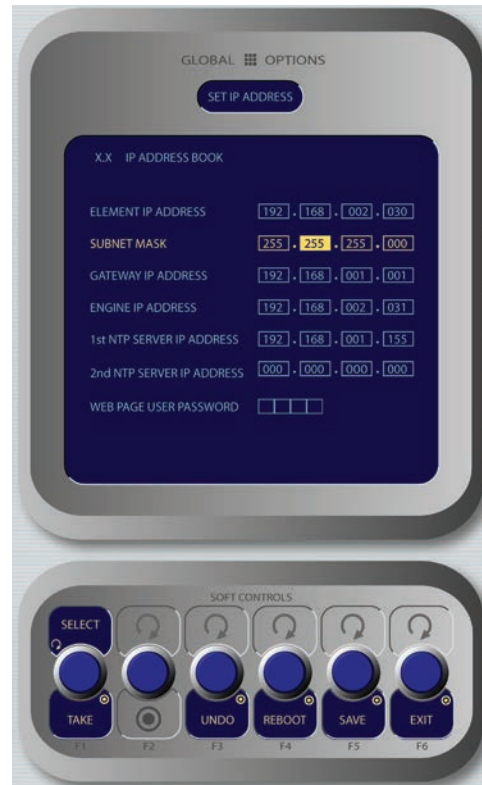 GLOBAL OPTIONS
SET IP ADDRESS
X.X IP ADDRESS BOOK
ELEMENT IP ADDRESS 192 . 168 . 002 . 030
SUBNET MASK 255 . 255 . 255 . 000
GATEWAY IP ADDRESS 192 . 168 . 001 . 001
ENGINE IP ADDRESS 192 . 168 . 002 . 031
1st NTP SERVER IP ADDRESS 192 . 168 . 001 . 155
2nd NTP SERVER IP ADDRESS 000 . 000 . 000 . 000
WEB PAGE USER PASSWORD
SOFT CONTROLS
SELECT
TAKE UNDO REBOOT SAVE EXIT
F1 F2 F3 F4 F5 F6